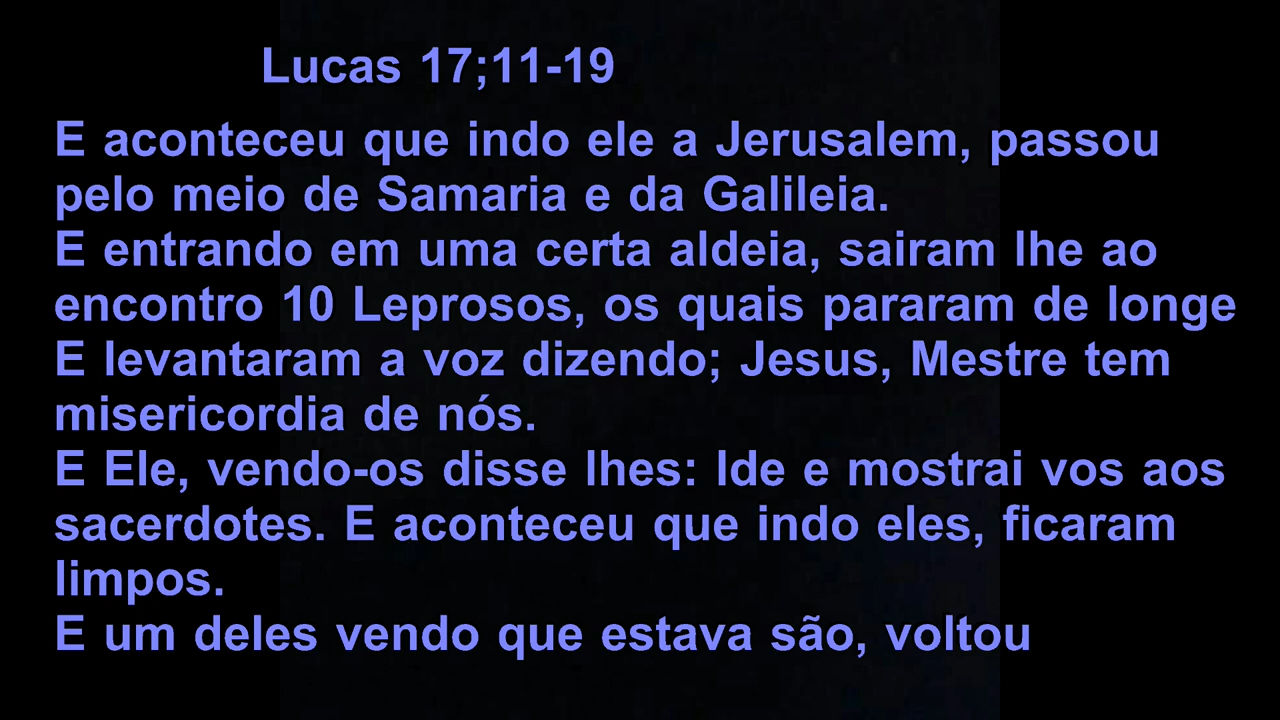 Lucas 17;11-19
E aconteceu que indo ele a Jerusalem, passou
pelo meio de Samaria e da Galileia.
E entrando em uma certa aldeia, sairam lhe ao
encontro 10 Leprosos, os quais pararam de longe
E levantaram a voz dizendo; Jesus, Mestre tem
misericordia de nós.
E Ele, vendo-os disse lhes: Ide e mostrai vos aos
sacerdotes. E aconteceu que indo eles, ficaram
limpos.
E um deles vendo que estava são, voltou